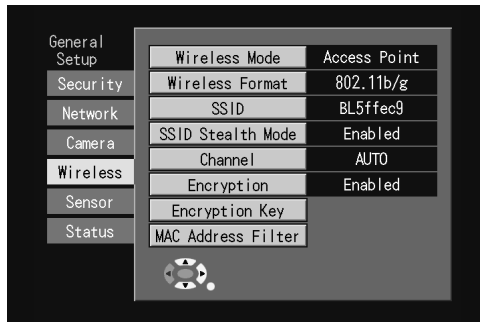 General
Setup
Security
Network
Camera
Wireless
Sensor
Status
Wireless Mode Access Point
Wireless Format 802.11b/g
SSID BL5ffec9
SSID Stealth Mode Enabled
Channel AUTO
Encryption Enabled
Encryption Key
MAC Address Filter